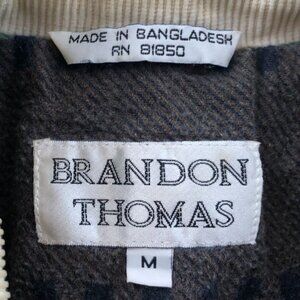 MADE IN BANGLADESH
RN 81850
BRANDON
THOMAS
M